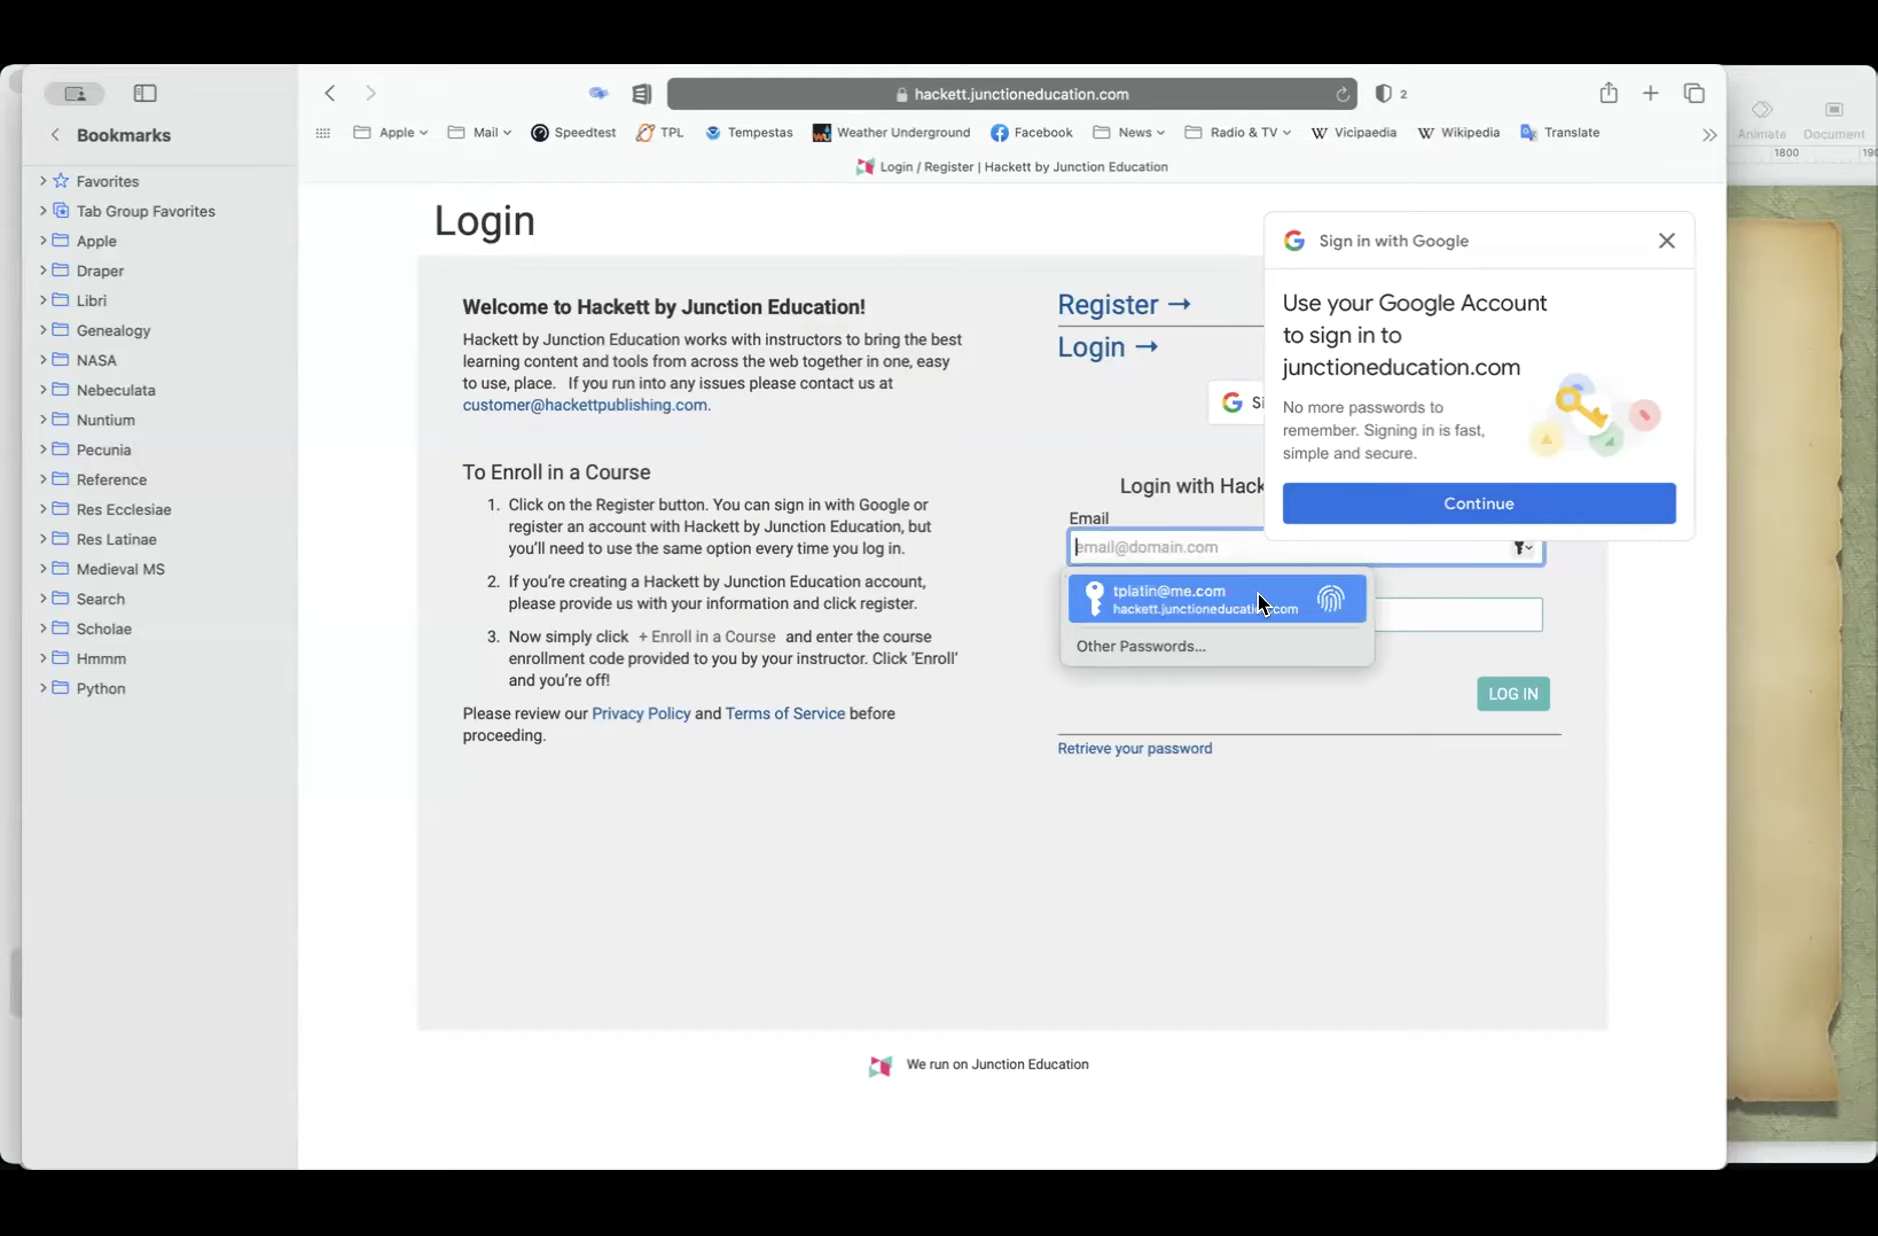 hackett.junctioneducation.com
2
Animate
Document
Bookmarks
Apple
Mail
Speedtest
TPL
Tempestas
Weather Underground
Facebook
News
Radio & TV
Vicipaedia
Wikipedia
Translate
1800
190
Login / Register | Hackett by Junction Education
Favorites
Tab Group Favorites
Apple
Draper
Libri
Genealogy
NASA
Nebeculata
Nuntium
Pecunia
Reference
Res Ecclesiae
Res Latinae
Medieval MS
Search
Scholae
Hmmm
Python
Login
Welcome to Hackett by Junction Education!
Hackett by Junction Education works with instructors to bring the best
learning content and tools from across the web together in one, easy
to use, place. If you run into any issues please contact us at
customer@hackettpublishing.com.
To Enroll in a Course
1. Click on the Register button. You can sign in with Google or
register an account with Hackett by Junction Education, but
you'll need to use the same option every time you log in.
2. If you're creating a Hackett by Junction Education account,
please provide us with your information and click register.
3. Now simply click + Enroll in a Course and enter the course
enrollment code provided to you by your instructor. Click 'Enroll'
and you're off!
Please review our Privacy Policy and Terms of Service before
proceeding.
Register →
Login →
G Si
Login with Hack
Email
email@domain.com
tplatin@me.com
hackett.junctioneducation.com
Other Passwords...
LOG IN
Retrieve your password
Sign in with Google
Use your Google Account
to sign in to
junctioneducation.com
No more passwords to
remember. Signing in is fast,
simple and secure.
Continue
We run on Junction Education